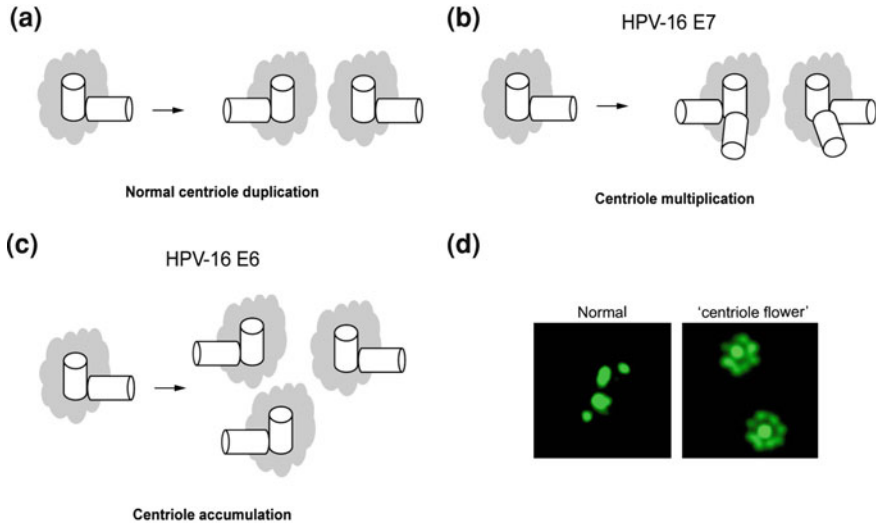 (a)
Normal centriole duplication
(b)
HPV-16 E7
Centriole multiplication
(c)
HPV-16 E6
Centriole accumulation
(d)
Normal
'centriole flower'